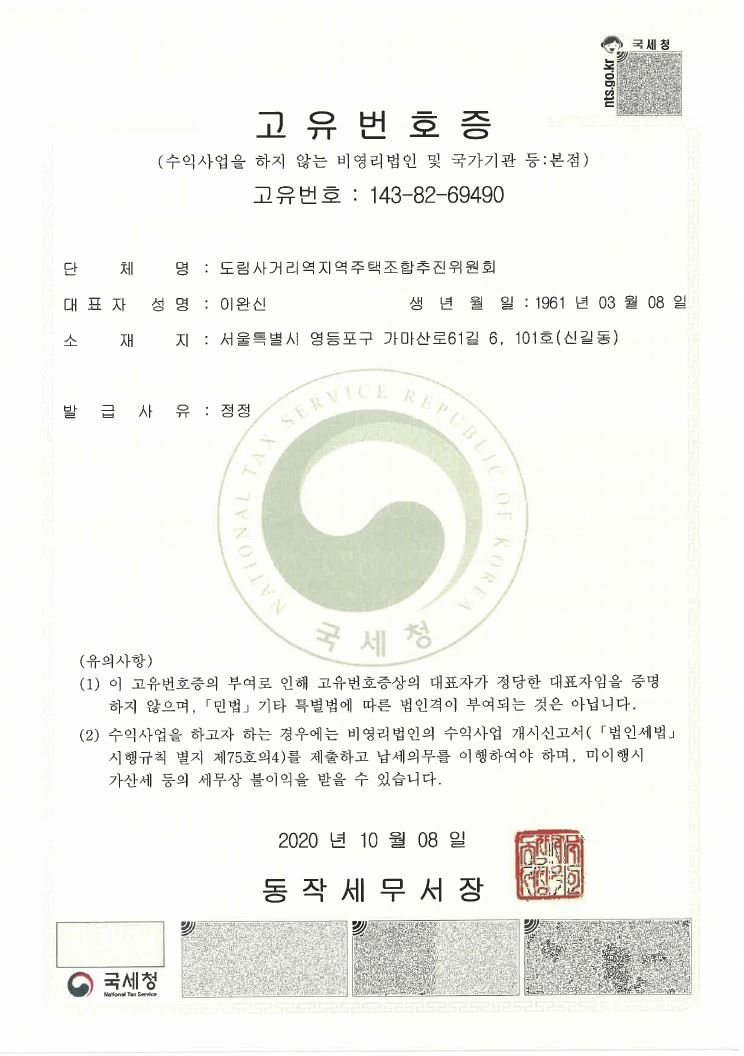 국세청
nts.go.kr
고유번호증
(수익사업을 하지 않는 비영리법인 및 국가기관 등:본점)
고유번호 : 143-82-69490
단 체 명 : 도림사거리역지역주택조합추진위원회
대표자 성명 : 이완신 생 년 월 일 : 1961 년 03 월 08 일
소 재 지 : 서울특별시 영등포구 가마산로61길 6, 101호(신길동)
발 급 사 유 : 정정
NATIONAL TAX SERVICE REPUBLIC OF KOREA
국세청
(유의사항)
(1) 이 고유번호증의 부여로 인해 고유번호증상의 대표자가 정당한 대표자임을 증명
하지 않으며,「민법」기타 특별법에 따른 법인격이 부여되는 것은 아닙니다.
(2) 수익사업을 하고자 하는 경우에는 비영리법인의 수익사업 개시신고서(「법인세법」
시행규칙 별지 제75호의4)를 제출하고 납세의무를 이행하여야 하며, 미이행시
가산세 등의 세무상 불이익을 받을 수 있습니다.
2020 년 10 월 08 일
동작세무서장
국세청
National Tax Service